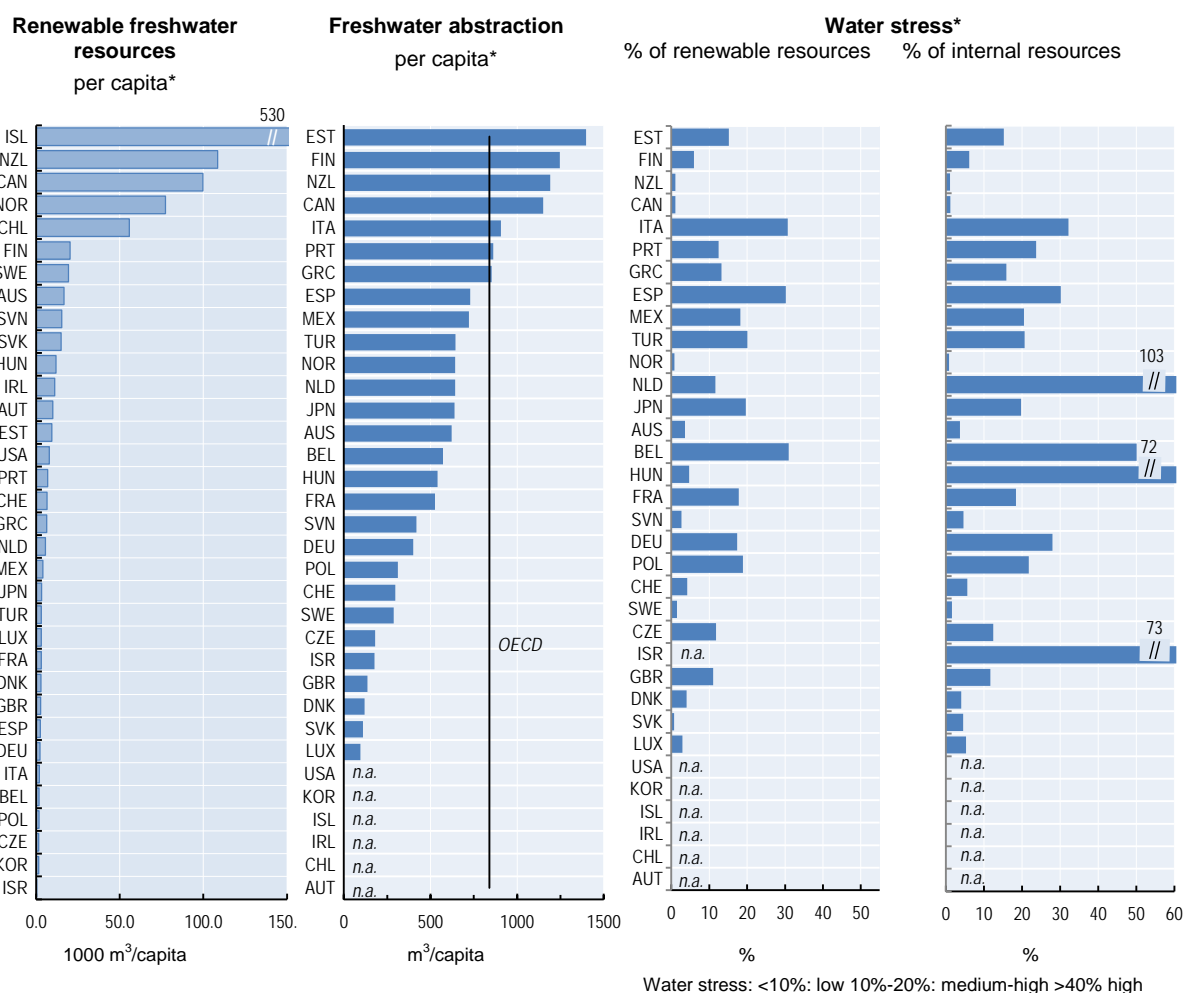 Renewable freshwater
resources
per capita*
Freshwater abstraction
per capita*
Water stress*
% of renewable resources
% of internal resources
530
ISL
NZL
CAN
NOR
CHL
FIN
SWE
AUS
SVN
SVK
HUN
IRL
AUT
EST
USA
PRT
CHE
GRC
NLD
MEX
JPN
TUR
LUX
FRA
DNK
GBR
ESP
DEU
ITA
BEL
POL
CZE
KOR
ISR
0.0 50.0 100.0 150.
1000 m³/capita
EST
FIN
NZL
CAN
ITA
PRT
GRC
ESP
MEX
TUR
NOR
NLD
JPN
AUS
BEL
HUN
FRA
SVN
DEU
POL
CHE
SWE
CZE
ISR
GBR
DNK
SVK
LUX
USA n.a.
KOR n.a.
ISL n.a.
IRL n.a.
CHL n.a.
AUT n.a.
OECD
0 500 1000 1500
m³/capita
EST
FIN
NZL
CAN
ITA
PRT
GRC
ESP
MEX
TUR
NOR
NLD
JPN
AUS
BEL
HUN
FRA
SVN
DEU
POL
CHE
SWE
CZE
ISR n.a.
GBR
DNK
SVK
LUX
USA n.a.
KOR n.a.
ISL n.a.
IRL n.a.
CHL n.a.
AUT n.a.
0 10 20 30 40 50
%
103
//
72
//
73
//
n.a.
n.a.
n.a.
n.a.
n.a.
n.a.
0 10 20 30 40 50 60
%
Water stress: <10%: low 10%-20%: medium-high >40% high